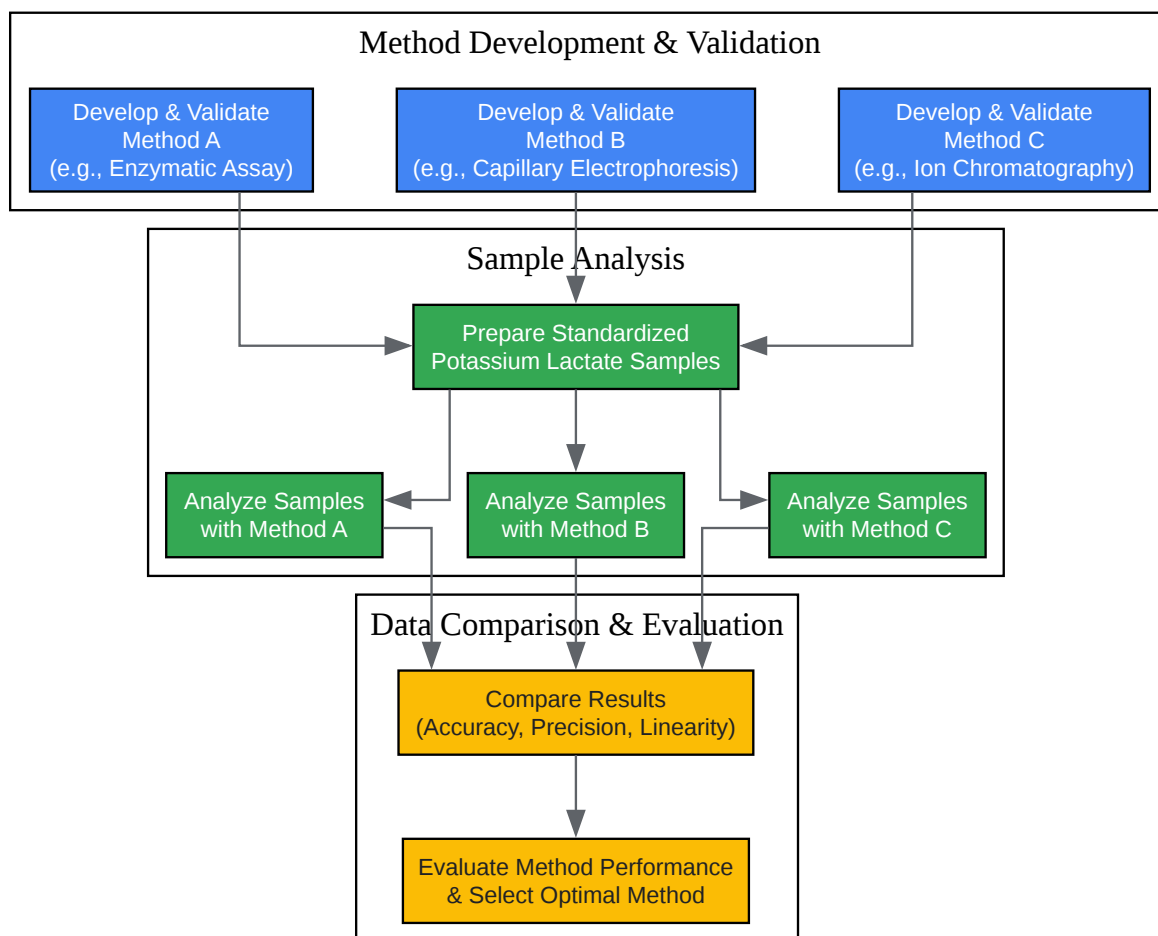 Method Development & Validation
Develop & Validate
Method A
(e.g., Enzymatic Assay)
Develop & Validate
Method B
(e.g., Capillary Electrophoresis)
Develop & Validate
Method C
(e.g., Ion Chromatography)
Sample Analysis
Prepare Standardized
Potassium Lactate Samples
Analyze Samples
with Method A
Analyze Samples
with Method B
Analyze Samples
with Method C
Data Comparison & Evaluation
Compare Results
(Accuracy, Precision, Linearity)
Evaluate Method Performance
& Select Optimal Method